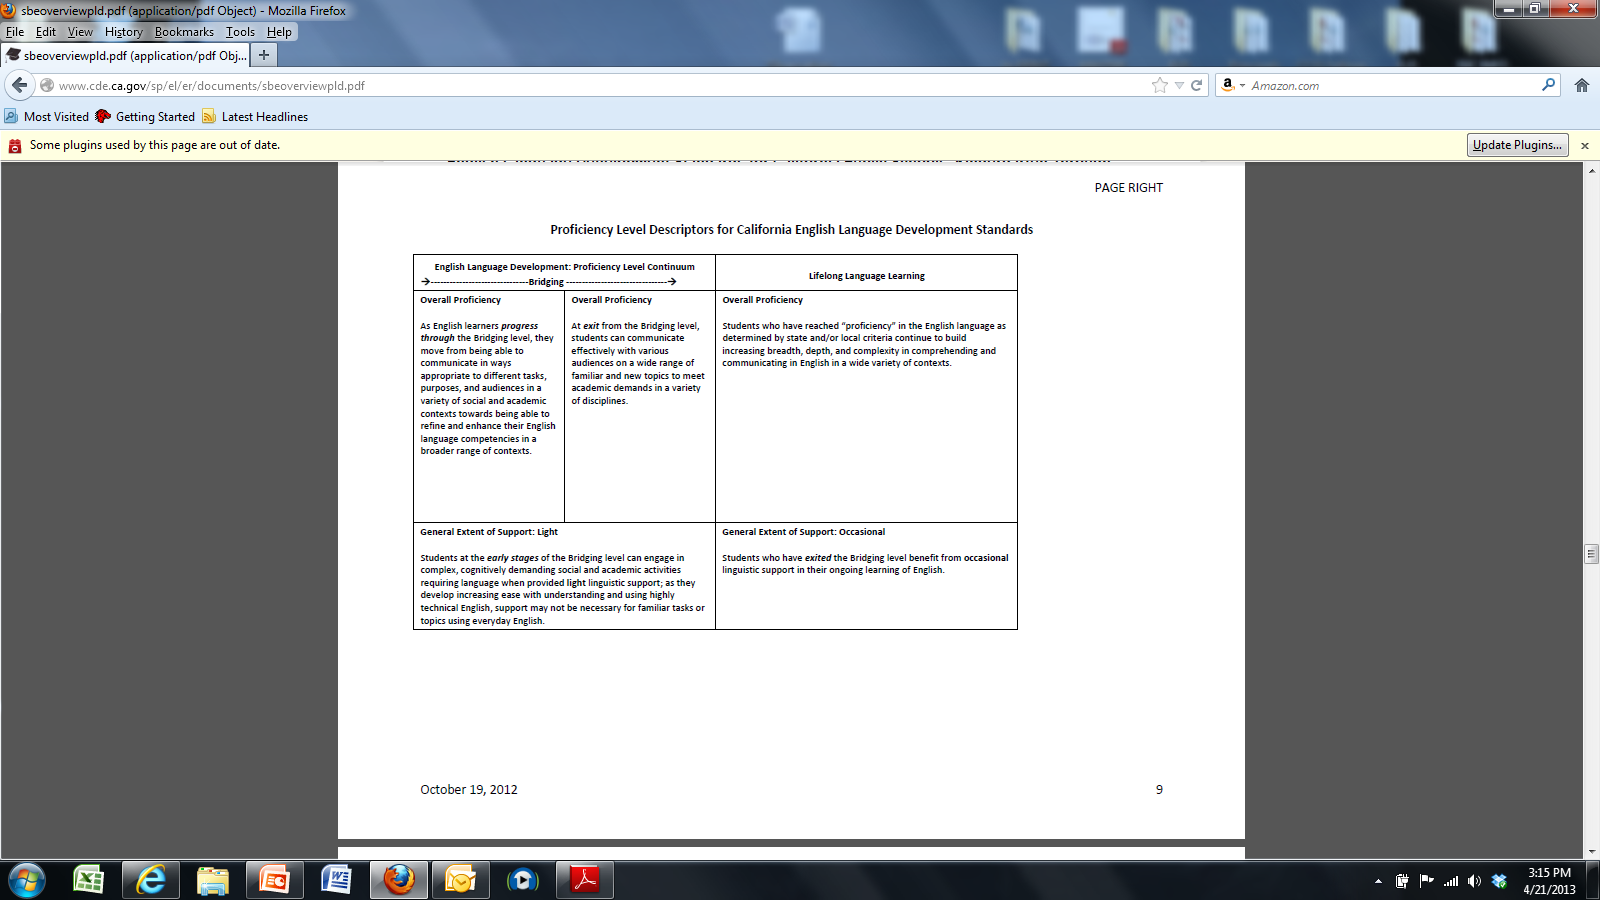 sbeoverviewpld.pdf (application/pdf Object) - Mozilla Firefox
File Edit View History Bookmarks Tools Help
sbeoverviewpld.pdf (application/pdf Obj...
www.cde.ca.gov/sp/el/er/documents/sbeoverviewpld.pdf
Amazon.com
Most Visited Getting Started Latest Headlines
Some plugins used by this page are out of date.
Update Plugins...
PAGE RIGHT
Proficiency Level Descriptors for California English Language Development Standards
English Language Development: Proficiency Level Continuum
→------------------------------Bridging -------------------------------→
Lifelong Language Learning
Overall Proficiency
As English learners progress
through the Bridging level, they
move from being able to
communicate in ways
appropriate to different tasks,
purposes, and audiences in a
variety of social and academic
contexts towards being able to
refine and enhance their English
language competencies in a
broader range of contexts.
Overall Proficiency
At exit from the Bridging level,
students can communicate
effectively with various
audiences on a wide range of
familiar and new topics to meet
academic demands in a variety
of disciplines.
Overall Proficiency
Students who have reached “proficiency” in the English language as
determined by state and/or local criteria continue to build
increasing breadth, depth, and complexity in comprehending and
communicating in English in a wide variety of contexts.
General Extent of Support: Light
Students at the early stages of the Bridging level can engage in
complex, cognitively demanding social and academic activities
requiring language when provided light linguistic support; as they
develop increasing ease with understanding and using highly
technical English, support may not be necessary for familiar tasks or
topics using everyday English.
General Extent of Support: Occasional
Students who have exited the Bridging level benefit from occasional
linguistic support in their ongoing learning of English.
October 19, 2012 9
3:15 PM
4/21/2013